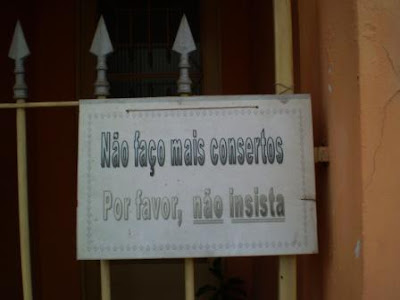 Não faço mais consertos
Por favor, não insista